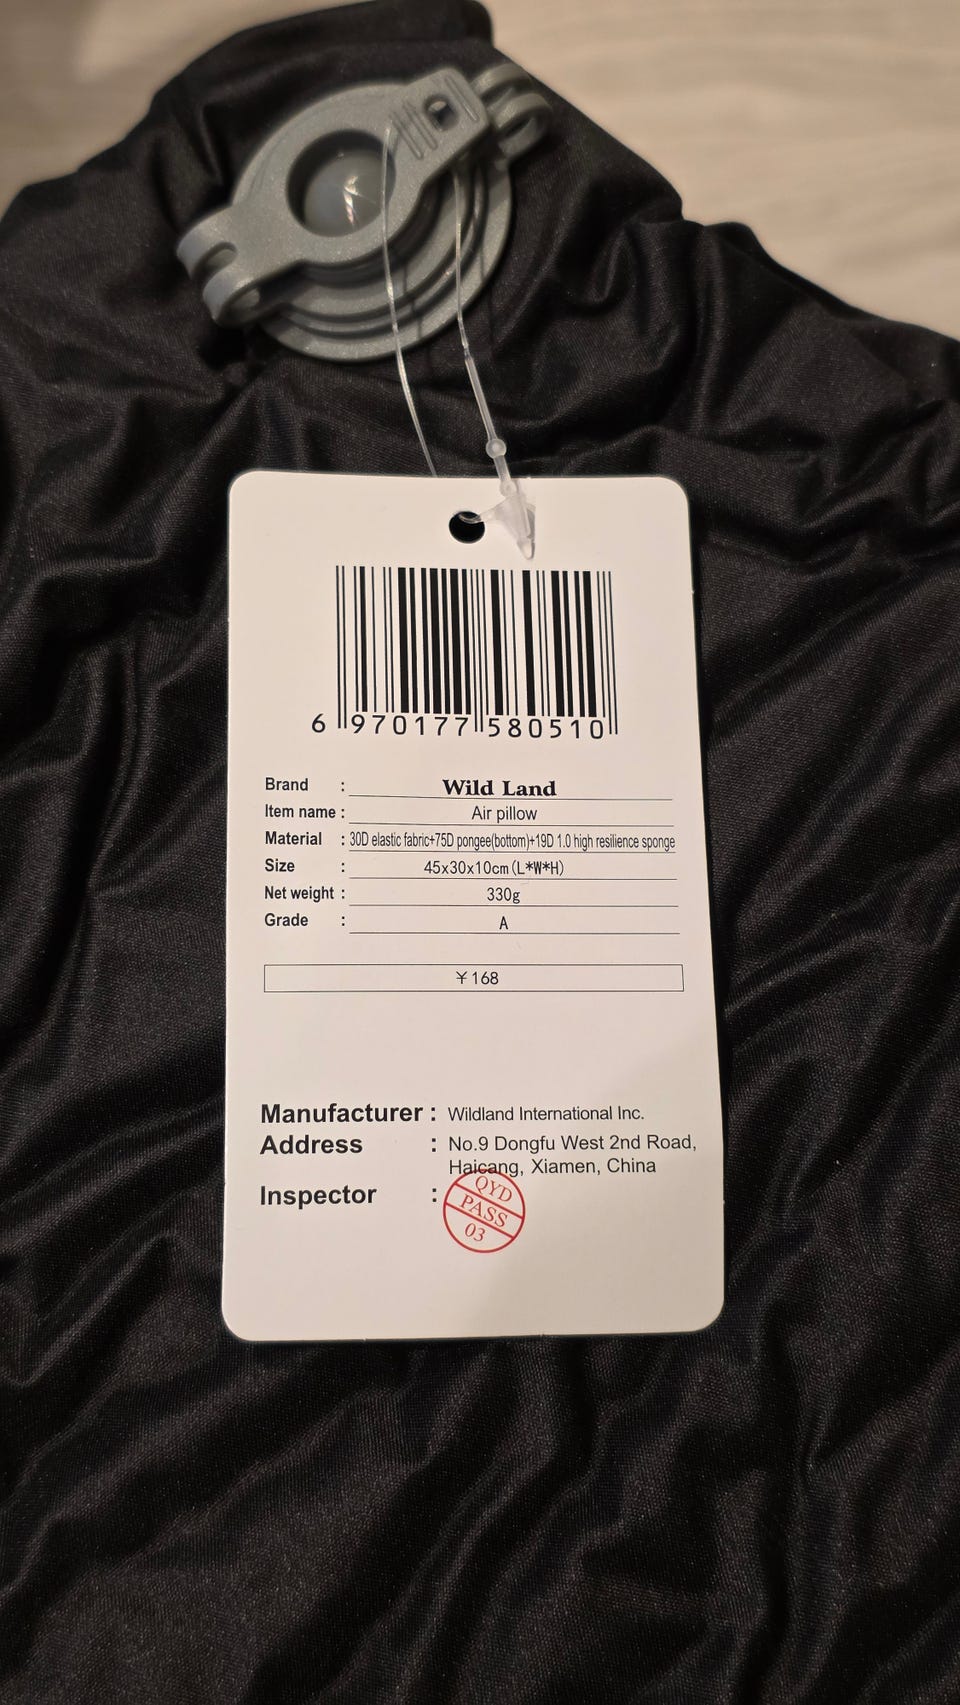 6 970177 580510
Brand : Wild Land
Item name : Air pillow
Material : 30D elastic fabric+75D pongee(bottom)+19D 1.0 high resilience sponge
Size : 45x30x10cm(L*W*H)
Net weight : 330g
Grade : A
¥168
Manufacturer : Wildland International Inc.
Address : No.9 Dongfu West 2nd Road,
Haicang, Xiamen, China
Inspector :
QYD
PASS
03